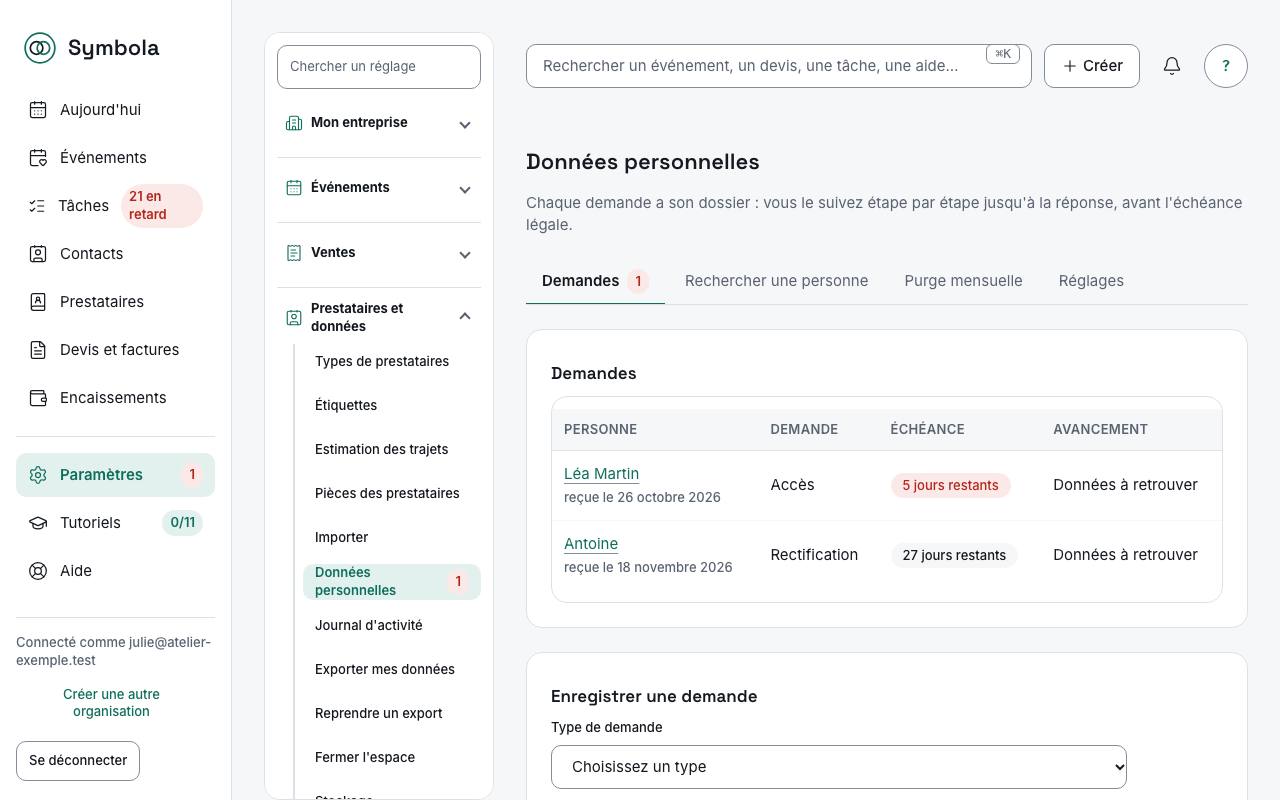 Symbola
Aujourd'hui
Événements
Tâches
21 en
retard
Contacts
Prestataires
Devis et factures
Encaissements
Paramètres 1
Tutoriels 0/11
Aide
Connecté comme julie@atelier-
exemple.test
Créer une autre
organisation
Se déconnecter
Chercher un réglage
Mon entreprise
Événements
Ventes
Prestataires et
données
Types de prestataires
Étiquettes
Estimation des trajets
Pièces des prestataires
Importer
Données
personnelles
1
Journal d'activité
Exporter mes données
Reprendre un export
Fermer l'espace
Stockage
Rechercher un événement, un devis, une tâche, une aide... ⌘K
+ Créer
?
Données personnelles
Chaque demande a son dossier : vous le suivez étape par étape jusqu'à la réponse, avant l'échéance
légale.
Demandes 1 Rechercher une personne Purge mensuelle Réglages
Demandes
PERSONNE DEMANDE ÉCHÉANCE AVANCEMENT
Léa Martin
reçue le 26 octobre 2026
Accès 5 jours restants Données à retrouver
Antoine
reçue le 18 novembre 2026
Rectification 27 jours restants Données à retrouver
Enregistrer une demande
Type de demande
Choisissez un type